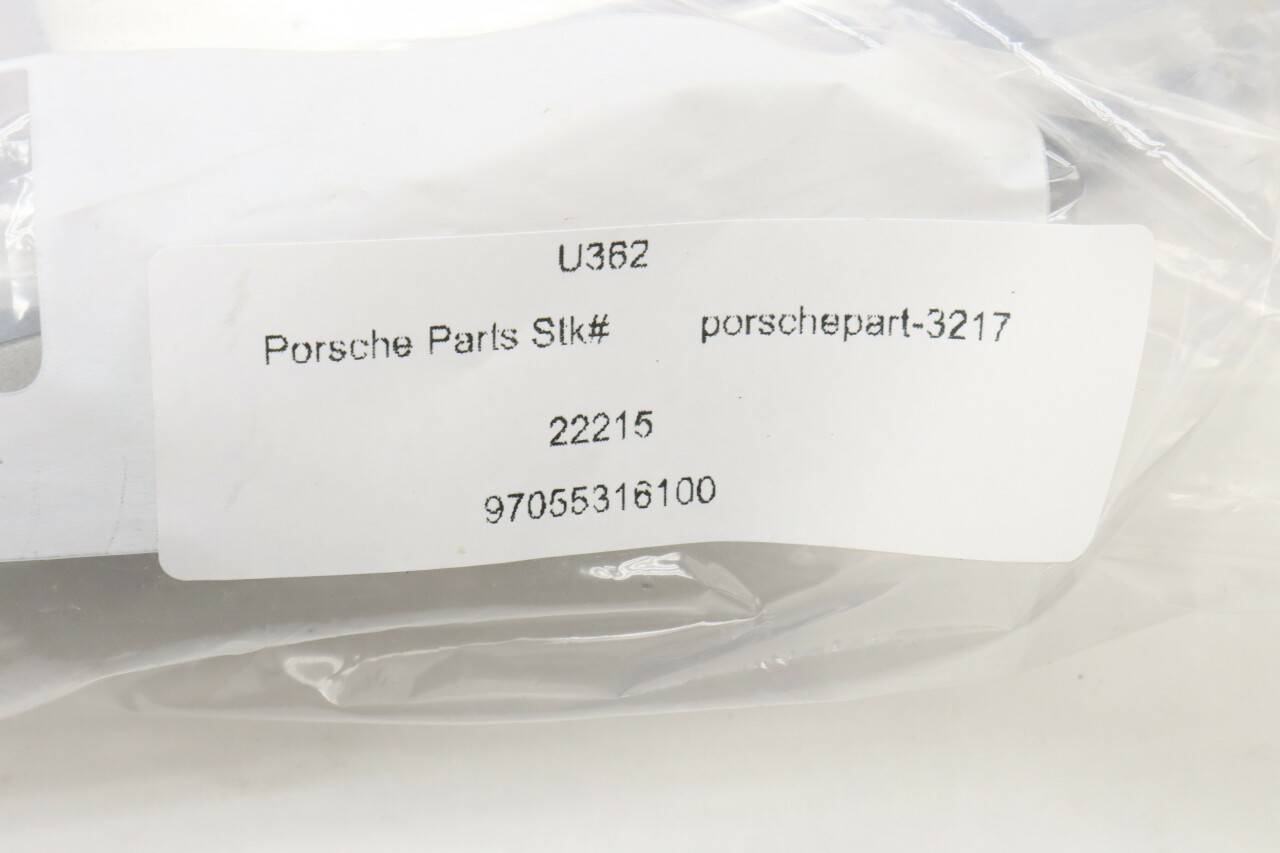 U362
Porsche Parts Stk# porschepart-3217
22215
97055316100